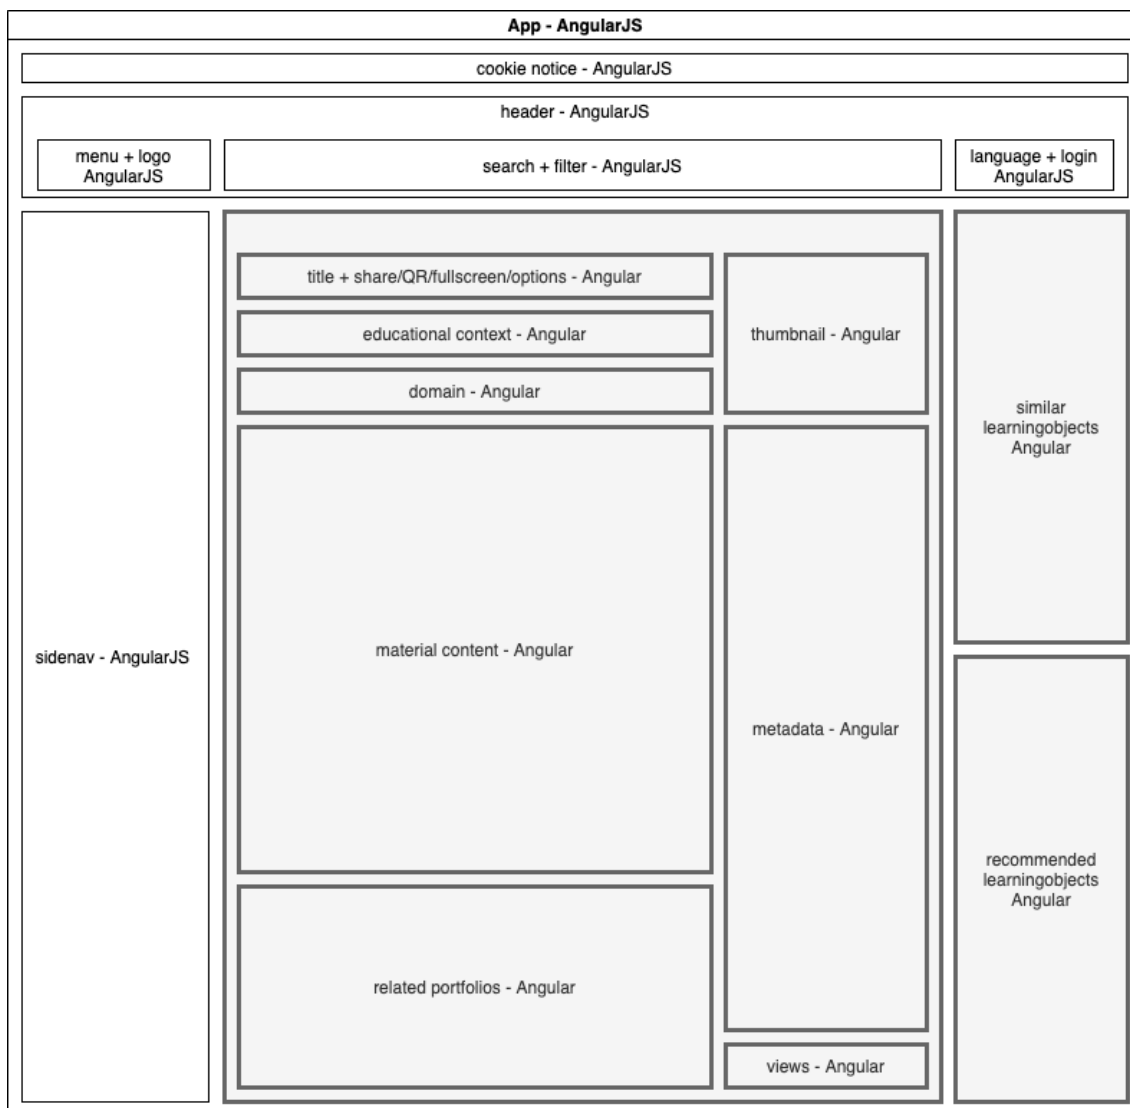 App - AngularJS
cookie notice - AngularJS
header - AngularJS
menu + logo
AngularJS
search + filter - AngularJS
language + login
AngularJS
sidenav - AngularJS
title + share/QR/fullscreen/options - Angular
educational context - Angular
domain - Angular
material content - Angular
related portfolios - Angular
thumbnail - Angular
metadata - Angular
views - Angular
similar
learningobjects
Angular
recommended
learningobjects
Angular